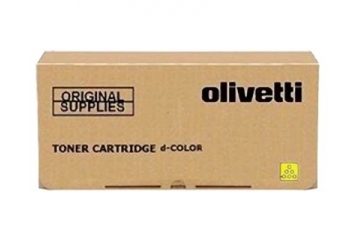 ORIGINAL
SUPPLIES
olivetti
TONER CARTRIDGE d-COLOR